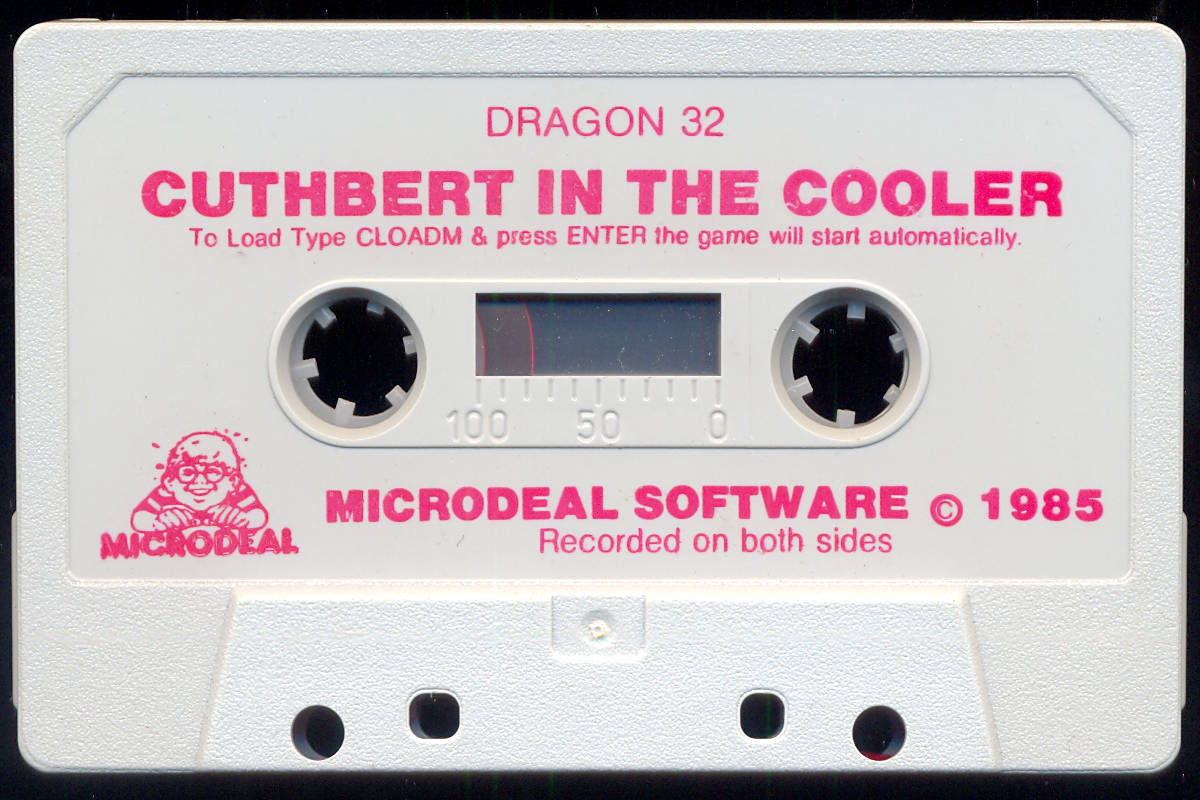 DRAGON 32
CUTHBERT IN THE COOLER
To Load Type CLOADM & press ENTER the game will start automatically.
100 50 0
MICRODEAL
MICRODEAL SOFTWARE © 1985
Recorded on both sides